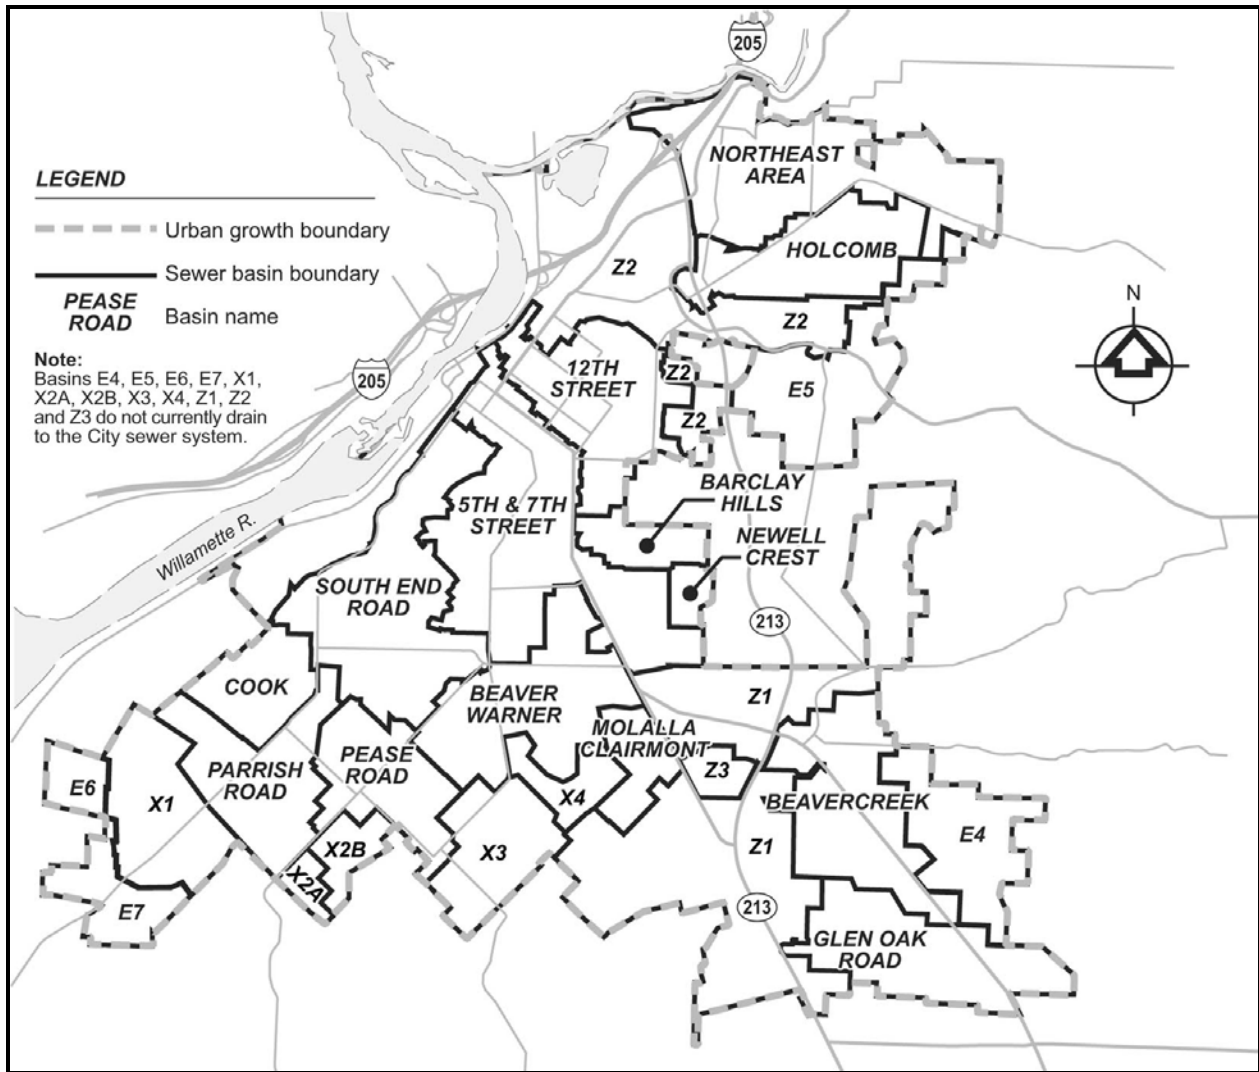 205
LEGEND
Urban growth boundary
Sewer basin boundary
PEASE
ROAD
Basin name
Note:
Basins E4, E5, E6, E7, X1,
X2A, X2B, X3, X4, Z1, Z2
and Z3 do not currently drain
to the City sewer system.
205
NORTHEAST
AREA
HOLCOMB
Z2
Z2
N
12TH
STREET
Z2
E5
Z2
BARCLAY
HILLS
5TH & 7TH
STREET
NEWELL
CREST
Willamette R.
SOUTH END
ROAD
213
COOK
BEAVER
WARNER
Z1
MOLALLA
CLAIRMONT
PEASE
ROAD
PARRISH
ROAD
Z3
E6
X1
X4
BEAVERCREEK
E4
X2B
X3
Z1
X2A
E7
213
GLEN OAK
ROAD